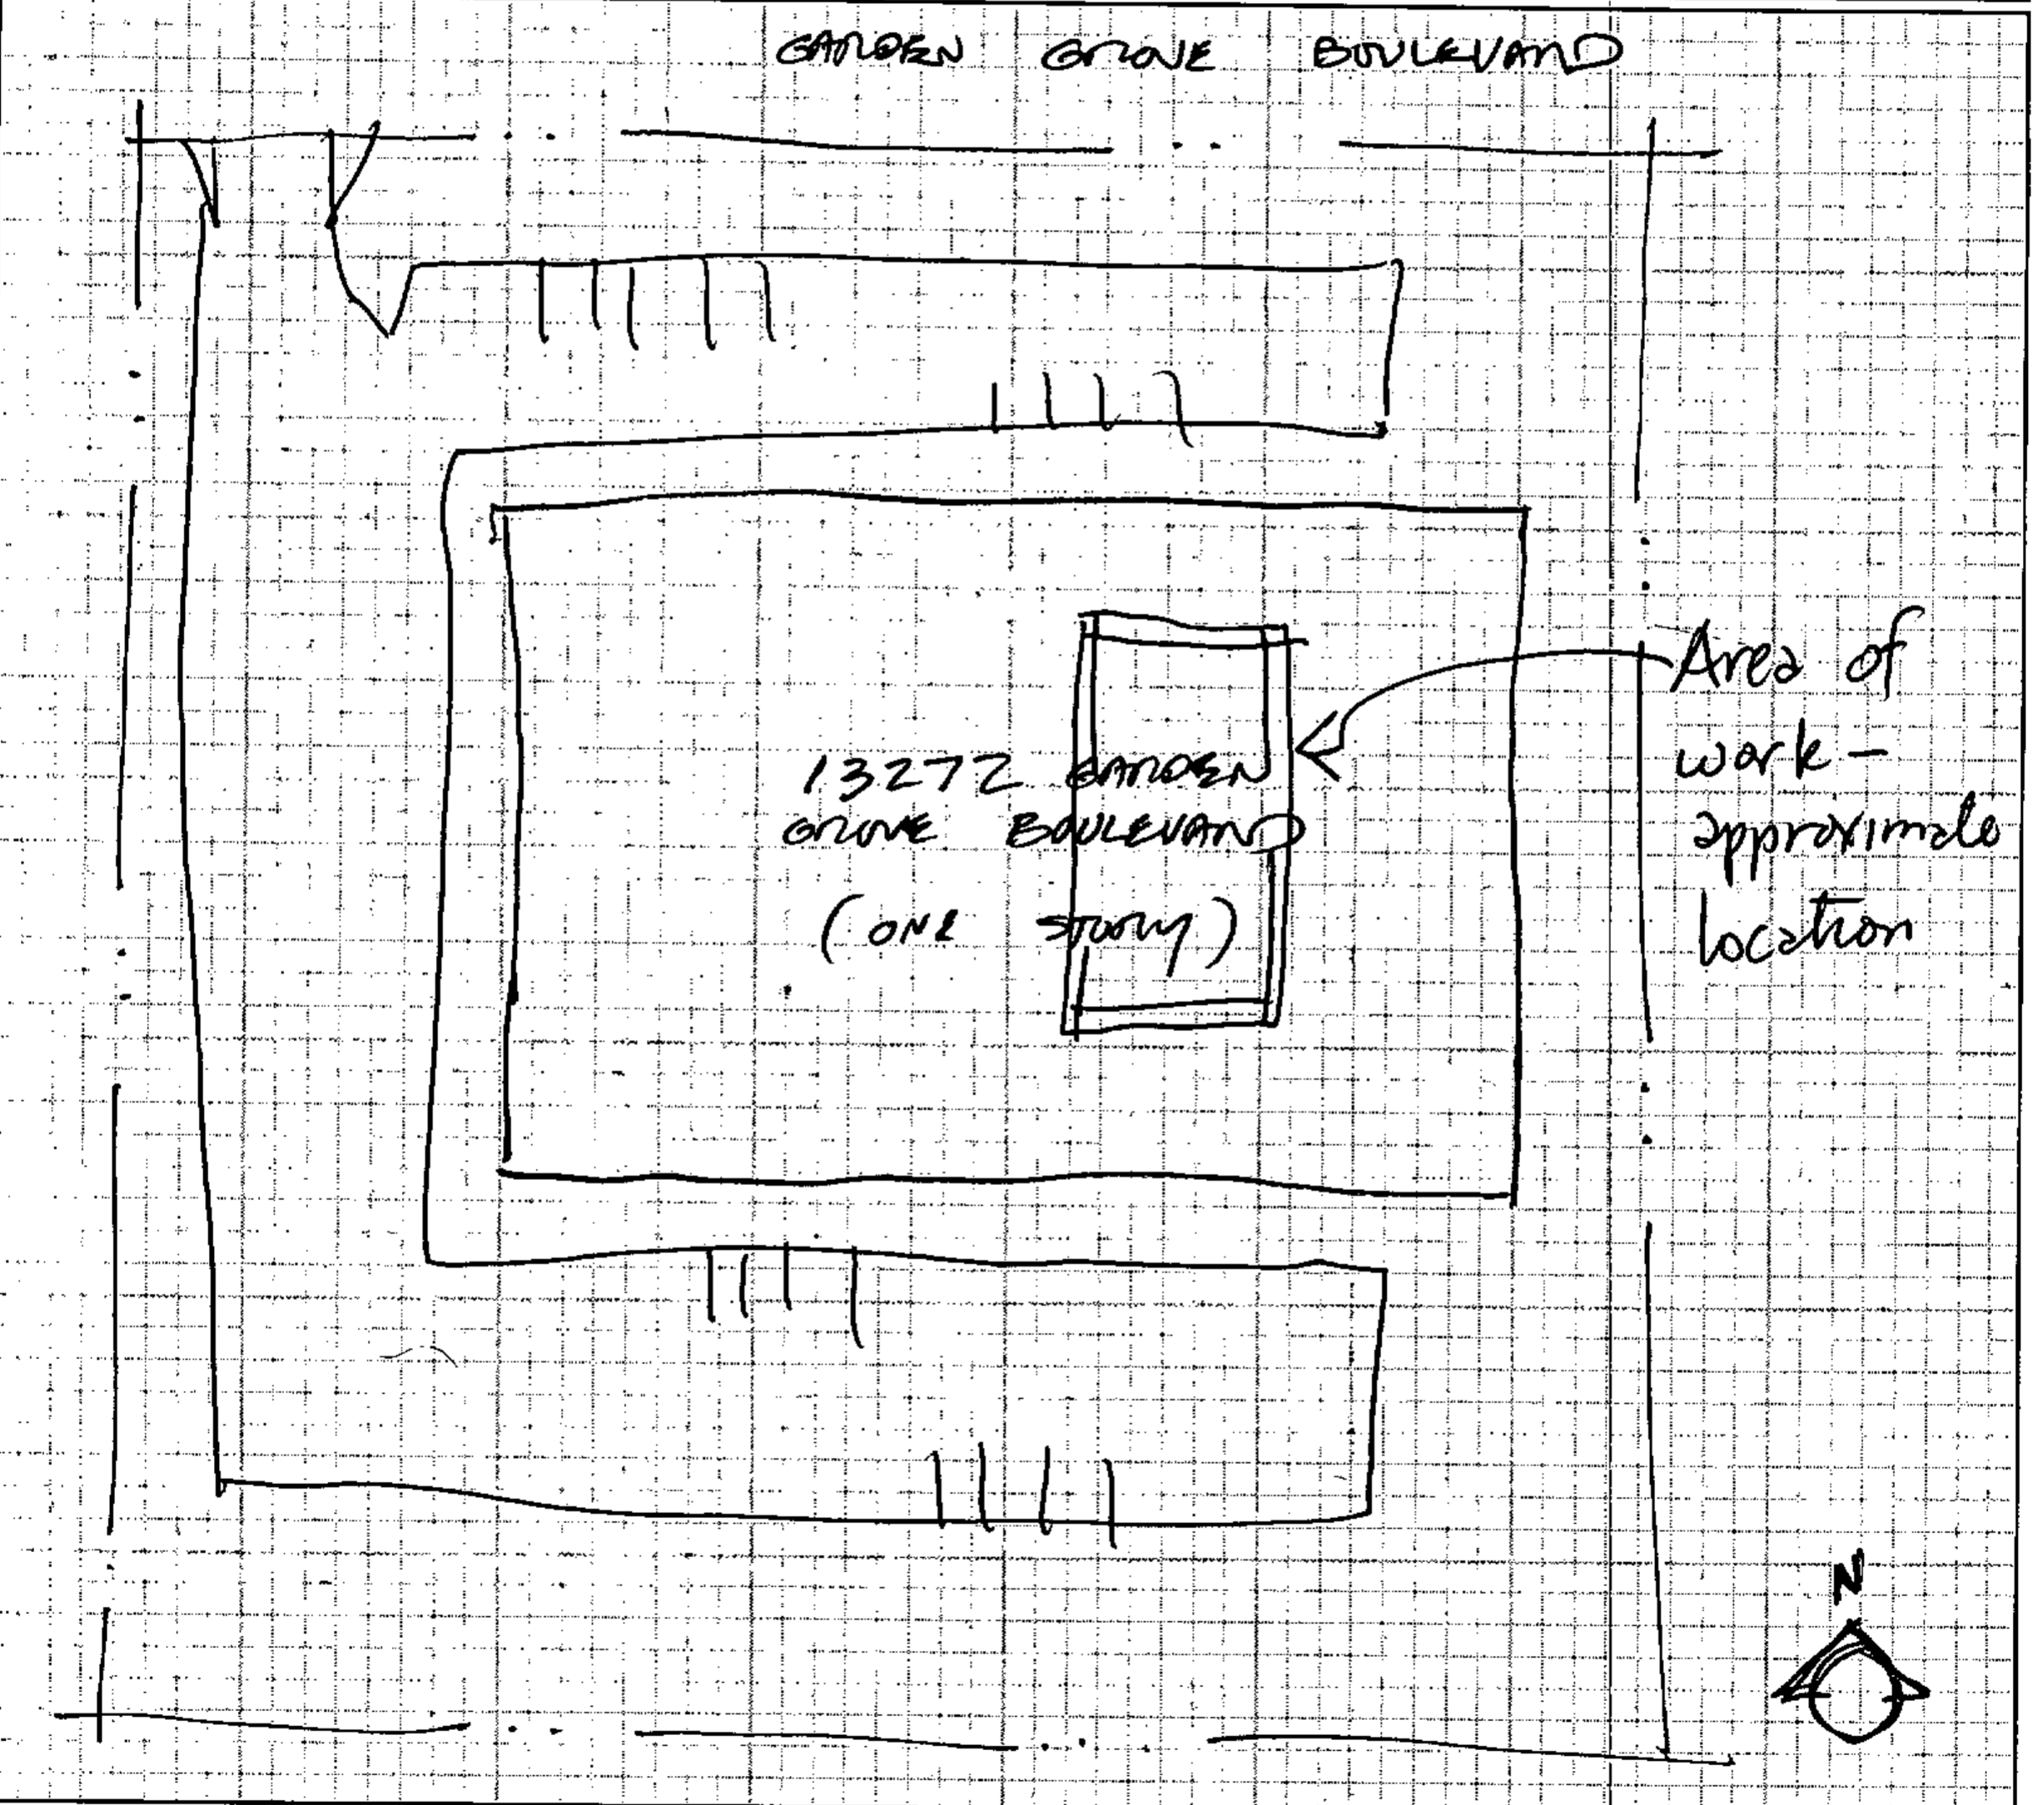 GARDEN GROVE BOULEVARD
Area of
work –
approximate
location
13272 GARDEN
GROVE BOULEVARD
(ONE STORY)
N